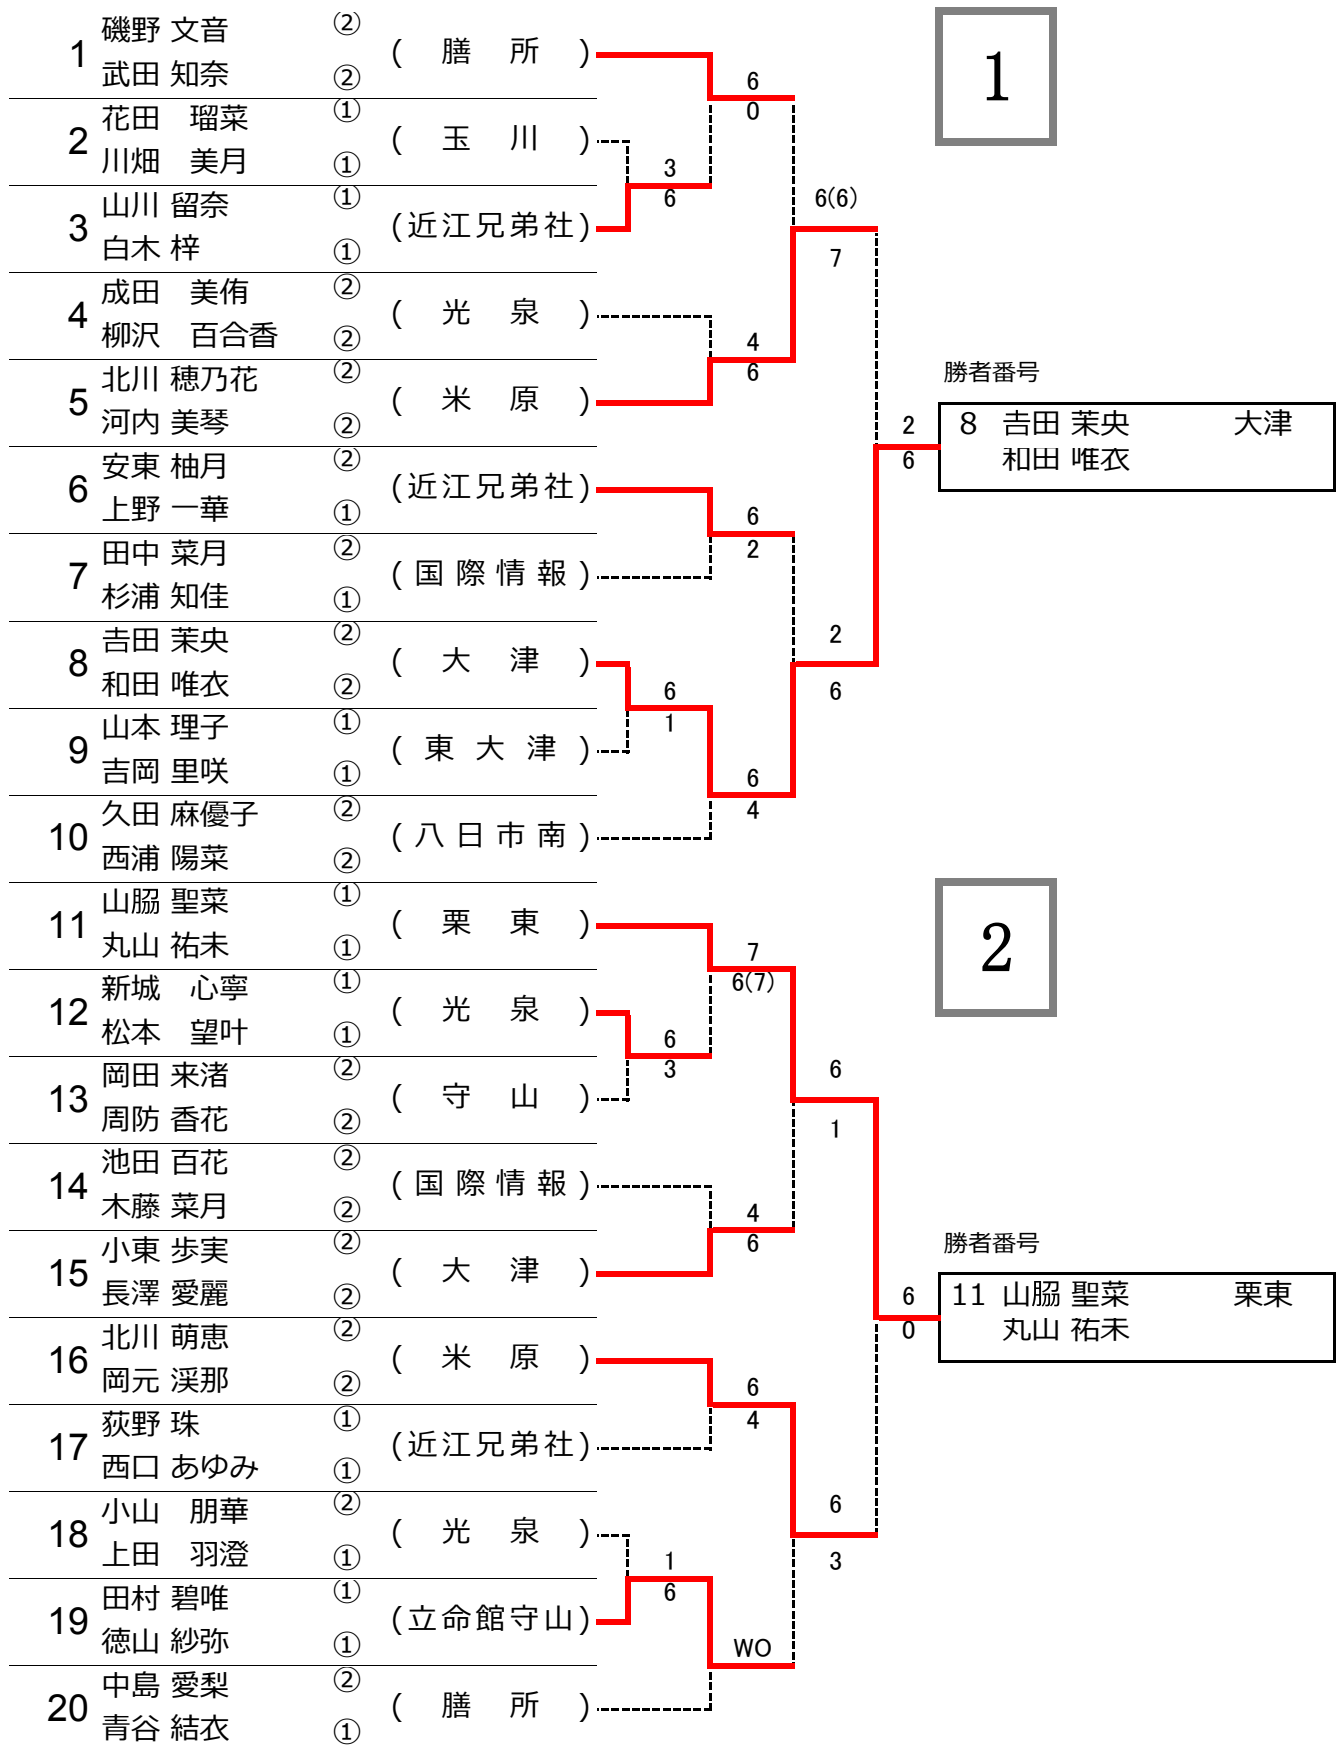 1
1 磯野 文音 ② ( 膳 所 )
武田 知奈 ②
6
0
2 花田 瑠菜 ① ( 玉 川 )
川畑 美月 ①
3
6
3 山川 留奈 ① (近江兄弟社)
白木 梓 ①
6(6)
7
4 成田 美侑 ② ( 光 泉 )
柳沢 百合香 ②
4
6
5 北川 穂乃花 ② ( 米 原 )
河内 美琴 ②
勝者番号
2
6
8 吉田 茉央 大津
和田 唯衣
6 安東 柚月 ② (近江兄弟社)
上野 一華 ①
6
2
7 田中 菜月 ② ( 国 際 情 報 )
杉浦 知佳 ①
8 吉田 茉央 ② ( 大 津 )
和田 唯衣 ②
2
6
6
1
9 山本 理子 ① ( 東 大 津 )
吉岡 里咲 ①
6
4
10 久田 麻優子 ② ( 八 日 市 南 )
西浦 陽菜 ②
2
11 山脇 聖菜 ① ( 栗 東 )
丸山 祐未 ①
7
6(7)
12 新城 心寧 ① ( 光 泉 )
松本 望叶 ①
6
3
13 岡田 来渚 ② ( 守 山 )
周防 香花 ②
6
1
14 池田 百花 ② ( 国 際 情 報 )
木藤 菜月 ②
4
6
15 小東 歩実 ② ( 大 津 )
長澤 愛麗 ②
勝者番号
6
0
11 山脇 聖菜 栗東
丸山 祐未
16 北川 萌恵 ② ( 米 原 )
岡元 渓那 ②
6
4
17 荻野 珠 ① (近江兄弟社)
西口 あゆみ ①
6
3
18 小山 朋華 ② ( 光 泉 )
上田 羽澄 ①
1
6
19 田村 碧唯 ① (立命館守山)
徳山 紗弥 ①
WO
20 中島 愛梨 ② ( 膳 所 )
青谷 結衣 ①